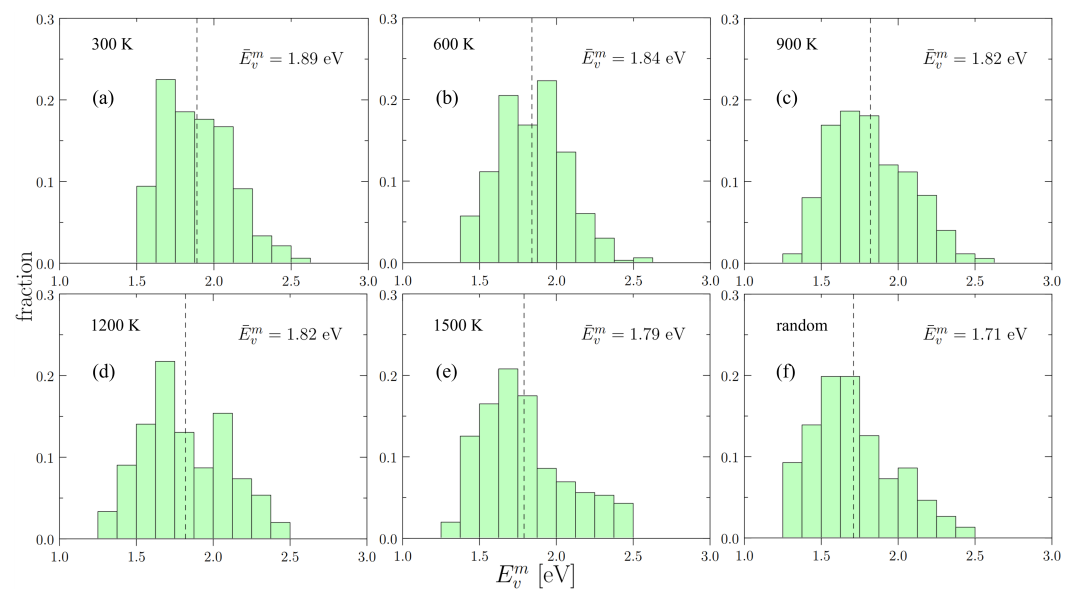 300 K
Ē_v^m = 1.89 eV
(a)
0.3
0.2
0.1
0.0
1.0 1.5 2.0 2.5 3.0
600 K
Ē_v^m = 1.84 eV
(b)
0.3
0.2
0.1
0.0
1.0 1.5 2.0 2.5 3.0
900 K
Ē_v^m = 1.82 eV
(c)
0.3
0.2
0.1
0.0
1.0 1.5 2.0 2.5 3.0
fraction
1200 K
Ē_v^m = 1.82 eV
(d)
0.3
0.2
0.1
0.0
1.0 1.5 2.0 2.5 3.0
1500 K
Ē_v^m = 1.79 eV
(e)
0.3
0.2
0.1
0.0
1.0 1.5 2.0 2.5 3.0
random
Ē_v^m = 1.71 eV
(f)
0.3
0.2
0.1
0.0
1.0 1.5 2.0 2.5 3.0
E_v^m [eV]